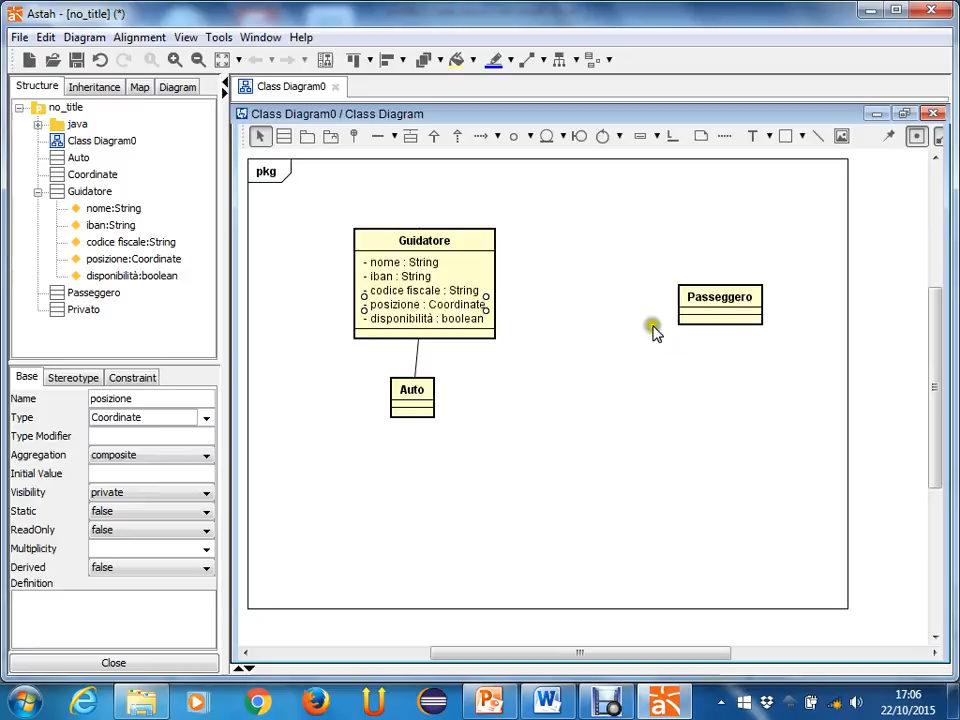 Astah - [no_title] (*)
File Edit Diagram Alignment View Tools Window Help
Structure Inheritance Map Diagram
Class Diagram0
no_title
java
Class Diagram0
Auto
Coordinate
Guidatore
nome:String
iban:String
codice fiscale:String
posizione:Coordinate
disponibilità:boolean
Passeggero
Privato
Base Stereotype Constraint
Name posizione
Type Coordinate
Type Modifier
Aggregation composite
Initial Value
Visibility private
Static false
ReadOnly false
Multiplicity
Derived false
Definition
Close
Class Diagram0 / Class Diagram
pkg
Guidatore
- nome : String
- iban : String
- codice fiscale : String
- posizione : Coordinate
- disponibilità : boolean
Auto
Passeggero
17:06
22/10/2015